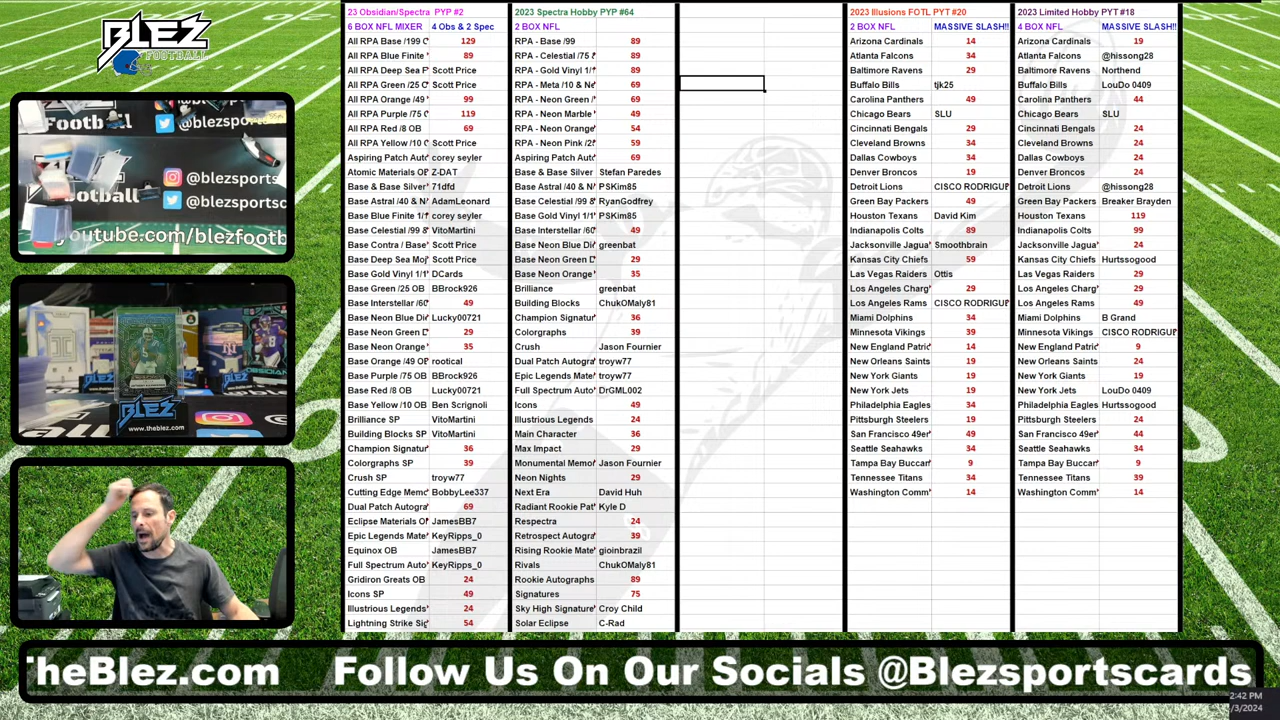 BLEZ
FOOTBALL
Football
@blezsports
@blezsports
ootball
youtube.com/blezfootb
BLEZ
www.theblez.com
23 Obsidian/Spectra PYP #2
6 BOX NFL MIXER 4 Obs & 2 Spec
All RPA Base /199 129
All RPA Blue Finite 89
All RPA Deep Sea Scott Price
All RPA Green /25 Scott Price
All RPA Orange /49 99
All RPA Purple /75 119
All RPA Red /8 OB 69
All RPA Yellow /10 Scott Price
Aspiring Patch Aut corey seyler
Atomic Materials OB Z-DAT
Base & Base Silver 71dfd
Base Astral /40 & N AdamLeonard
Base Blue Finite 1/ corey seyler
Base Celestial /99 & VitoMartini
Base Contra / Base Scott Price
Base Deep Sea Moj Scott Price
Base Gold Vinyl 1/1 DCards
Base Green /25 OB BBrock926
Base Interstellar /60 49
Base Neon Blue Di Lucky00721
Base Neon Green D 29
Base Neon Orange 35
Base Orange /49 OB rootical
Base Purple /75 OB BBrock926
Base Red /8 OB Lucky00721
Base Yellow /10 OB Ben Scrignoli
Brilliance SP VitoMartini
Building Blocks SP VitoMartini
Champion Signatu 36
Colorgraphs SP 39
Crush SP troyw77
Cutting Edge Memo BobbyLee337
Dual Patch Autogra 69
Eclipse Materials O JamesBB7
Epic Legends Mate KeyRipps_0
Equinox OB JamesBB7
Full Spectrum Auto KeyRipps_0
Gridiron Greats OB 24
Icons SP 49
Illustrious Legends 24
Lightning Strike Sig 54
2023 Spectra Hobby PYP #64
2 BOX NFL
RPA - Base /99 89
RPA - Celestial /75 & 89
RPA - Gold Vinyl 1/ 89
RPA - Meta /10 & Ne 69
RPA - Neon Green / 69
RPA - Neon Marble 49
RPA - Neon Orange 54
RPA - Neon Pink /2 59
Aspiring Patch Aut 69
Base & Base Silver Stefan Paredes
Base Astral /40 & N PSKim85
Base Celestial /99 & RyanGodfrey
Base Gold Vinyl 1/1 PSKim85
Base Interstellar /60 49
Base Neon Blue Di greenbat
Base Neon Green D 29
Base Neon Orange 35
Brilliance greenbat
Building Blocks ChukOMaly81
Champion Signatur 36
Colorgraphs 39
Crush Jason Fournier
Dual Patch Autogra troyw77
Epic Legends Mate troyw77
Full Spectrum Auto DrGML002
Icons 49
Illustrious Legends 24
Main Character 36
Max Impact 29
Monumental Memo Jason Fournier
Neon Nights 29
Next Era David Huh
Radiant Rookie Pat Kyle D
Respectra 24
Retrospect Autogra 39
Rising Rookie Mate gioinbrazil
Rivals ChukOMaly81
Rookie Autographs 89
Signatures 75
Sky High Signature Croy Child
Solar Eclipse C-Rad
2023 Illusions FOTL PYT #20
2 BOX NFL MASSIVE SLASH!!
Arizona Cardinals 14
Atlanta Falcons 34
Baltimore Ravens 29
Buffalo Bills tjk25
Carolina Panthers 49
Chicago Bears SLU
Cincinnati Bengals 29
Cleveland Browns 34
Dallas Cowboys 34
Denver Broncos 19
Detroit Lions CISCO RODRIGU
Green Bay Packers 49
Houston Texans David Kim
Indianapolis Colts 89
Jacksonville Jagua Smoothbrain
Kansas City Chiefs 59
Las Vegas Raiders Ottis
Los Angeles Charg 29
Los Angeles Rams CISCO RODRIGU
Miami Dolphins 34
Minnesota Vikings 39
New England Patric 14
New Orleans Saints 19
New York Giants 19
New York Jets 19
Philadelphia Eagles 34
Pittsburgh Steelers 19
San Francisco 49er 49
Seattle Seahawks 34
Tampa Bay Buccan 9
Tennessee Titans 34
Washington Comm 14
2023 Limited Hobby PYT #18
4 BOX NFL MASSIVE SLASH!!
Arizona Cardinals 19
Atlanta Falcons @hissong28
Baltimore Ravens Northend
Buffalo Bills LouDo 0409
Carolina Panthers 44
Chicago Bears SLU
Cincinnati Bengals 24
Cleveland Browns 24
Dallas Cowboys 24
Denver Broncos 24
Detroit Lions @hissong28
Green Bay Packers Breaker Brayden
Houston Texans 119
Indianapolis Colts 99
Jacksonville Jagua 24
Kansas City Chiefs Hurtssogood
Las Vegas Raiders 29
Los Angeles Charg 29
Los Angeles Rams 49
Miami Dolphins B Grand
Minnesota Vikings CISCO RODRIGU
New England Patric 9
New Orleans Saints 24
New York Giants 19
New York Jets LouDo 0409
Philadelphia Eagles Hurtssogood
Pittsburgh Steelers 24
San Francisco 49er 44
Seattle Seahawks 34
Tampa Bay Buccan 9
Tennessee Titans 39
Washington Comm 14
TheBlez.com Follow Us On Our Socials @Blezsportscards
2:42 PM
/3/2024